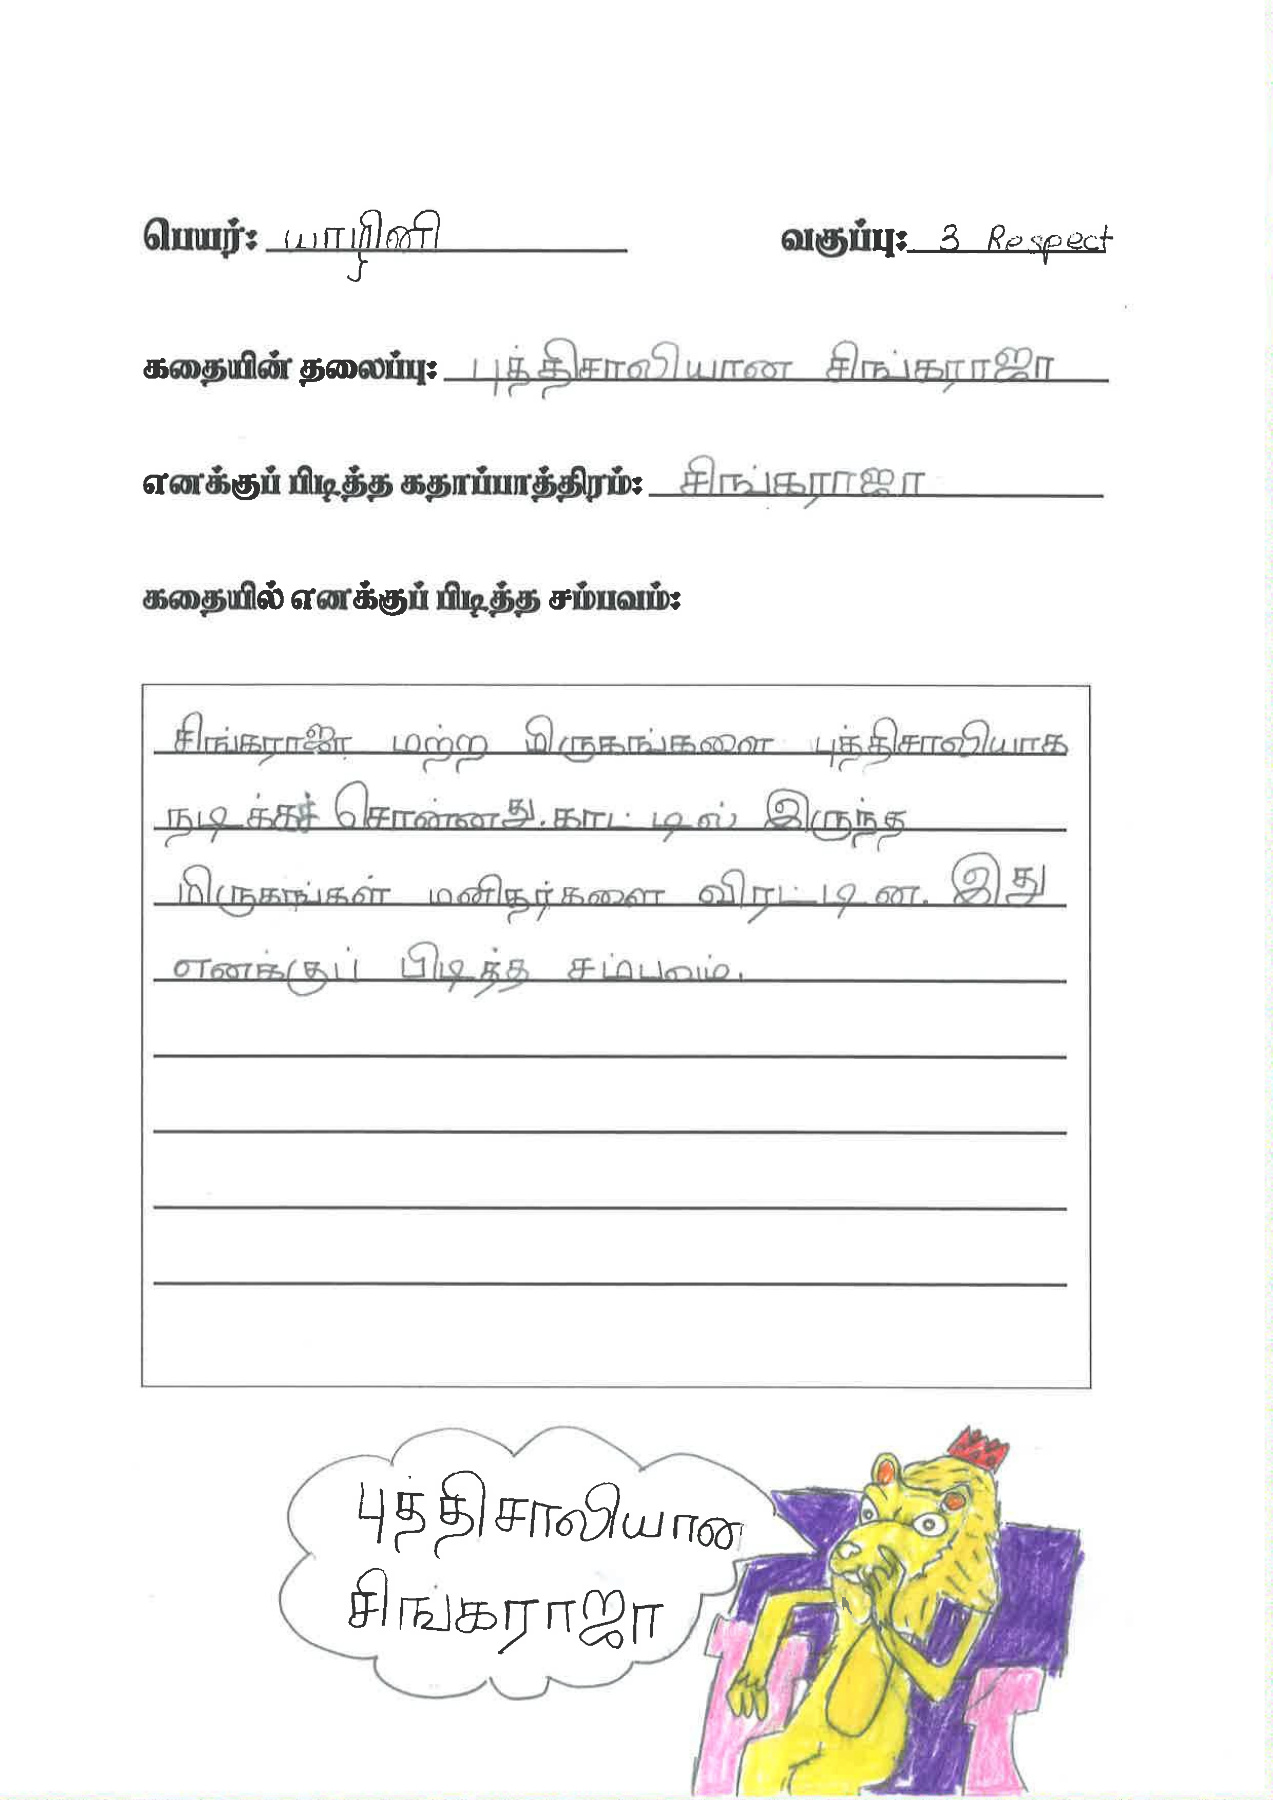 பெயர்: யாழினி வகுப்பு: 3 Respect
கதையின் தலைப்பு: புத்திசாலியான சிங்கராஜா
எனக்குப் பிடித்த கதாப்பாத்திரம்: சிங்கராஜா
கதையில் எனக்குப் பிடித்த சம்பவம்:
சிங்கராஜா மற்ற மிருகங்களை புத்திசாலியாக
நடிக்கச் சொன்னது. காட்டில் இருந்த
மிருகங்கள் மனிதர்களை விரட்டின. இது
எனக்குப் பிடித்த சம்பவம்.
புத்திசாலியான
சிங்கராஜா